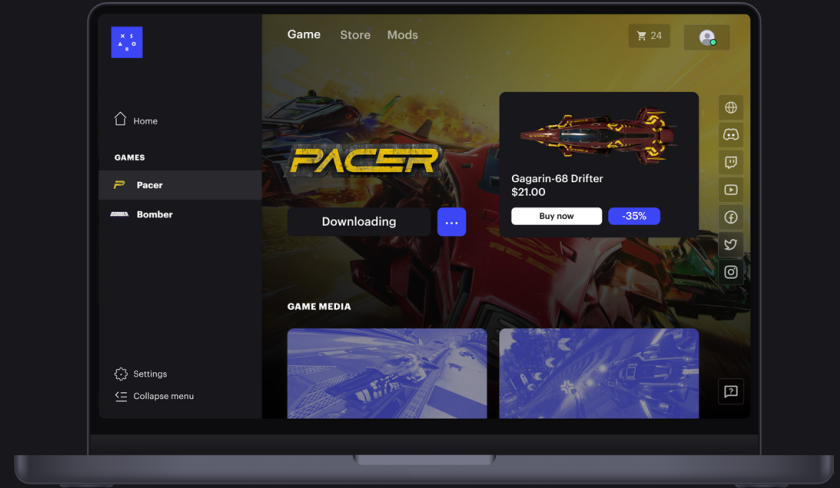 X S
A O
R
Home
GAMES
Pacer
Bomber
Settings
Collapse menu
Game
Store
Mods
24
PACER
Downloading
...
Gagarin-68 Drifter
$21.00
Buy now
-35%
GAME MEDIA
?